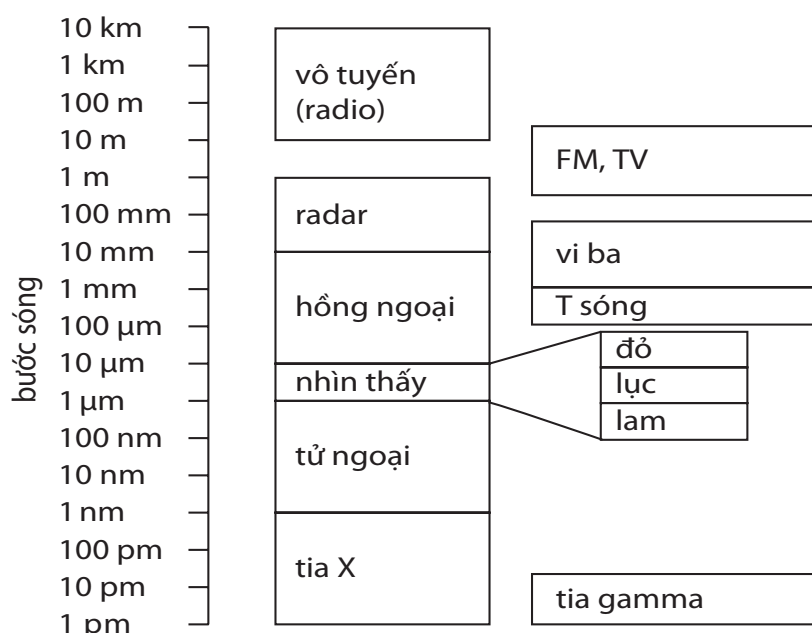 10 km
1 km
100 m
10 m
1 m
100 mm
10 mm
1 mm
100 µm
10 µm
1 µm
100 nm
10 nm
1 nm
100 pm
10 pm
1 pm
bước sóng
vô tuyến
(radio)
radar
hồng ngoại
nhìn thấy
tử ngoại
tia X
FM, TV
vi ba
T sóng
đỏ
lục
lam
tia gamma